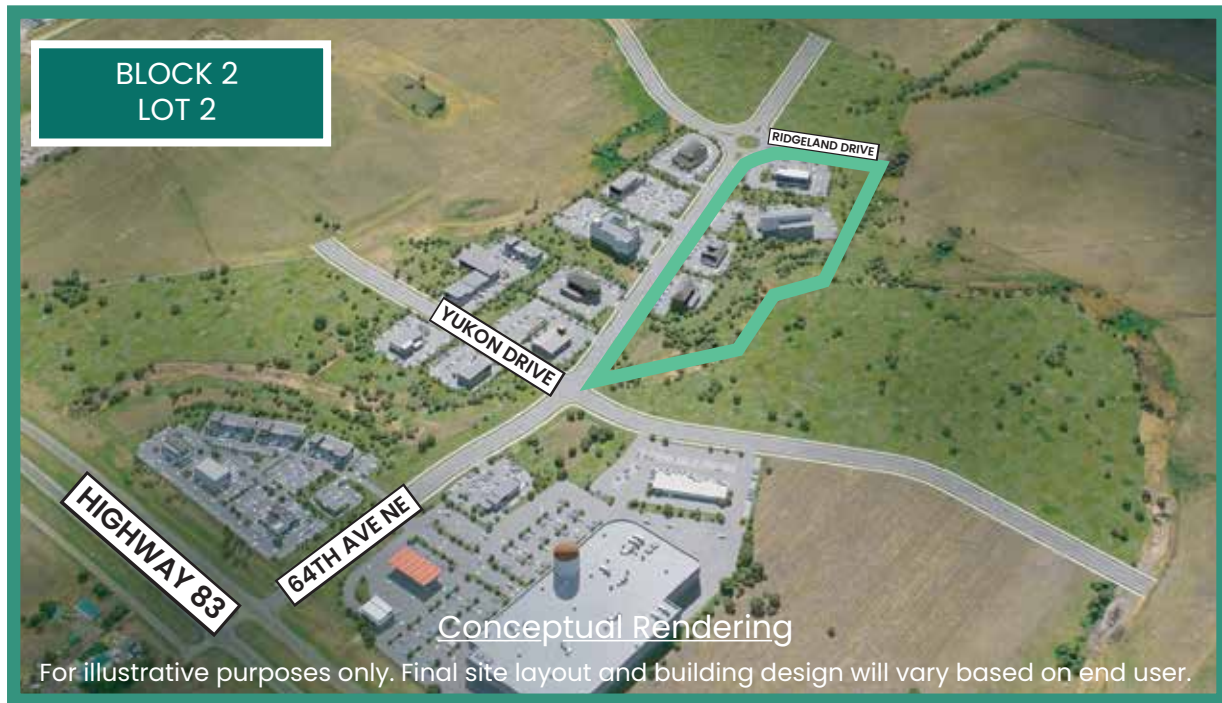 BLOCK 2
LOT 2
RIDGELAND DRIVE
YUKON DRIVE
HIGHWAY 83
64TH AVE NE
Conceptual Rendering
For illustrative purposes only. Final site layout and building design will vary based on end user.